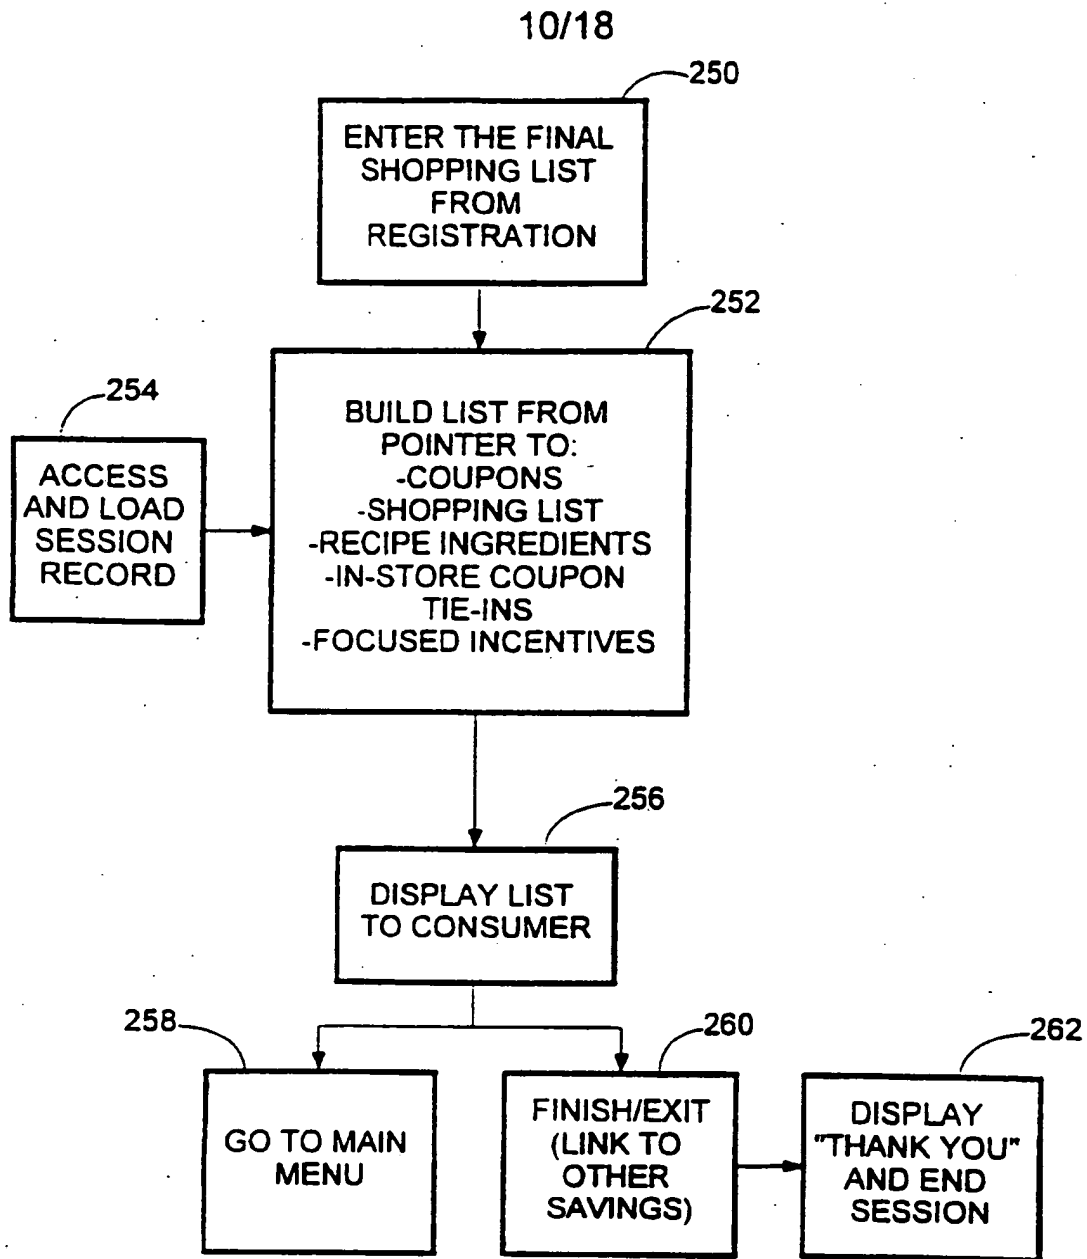 10/18
250
ENTER THE FINAL
SHOPPING LIST
FROM
REGISTRATION
252
254
BUILD LIST FROM
POINTER TO:
-COUPONS
-SHOPPING LIST
-RECIPE INGREDIENTS
-IN-STORE COUPON
TIE-INS
-FOCUSED INCENTIVES
ACCESS
AND LOAD
SESSION
RECORD
256
DISPLAY LIST
TO CONSUMER
258
GO TO MAIN
MENU
260
FINISH/EXIT
(LINK TO
OTHER
SAVINGS)
262
DISPLAY
"THANK YOU"
AND END
SESSION